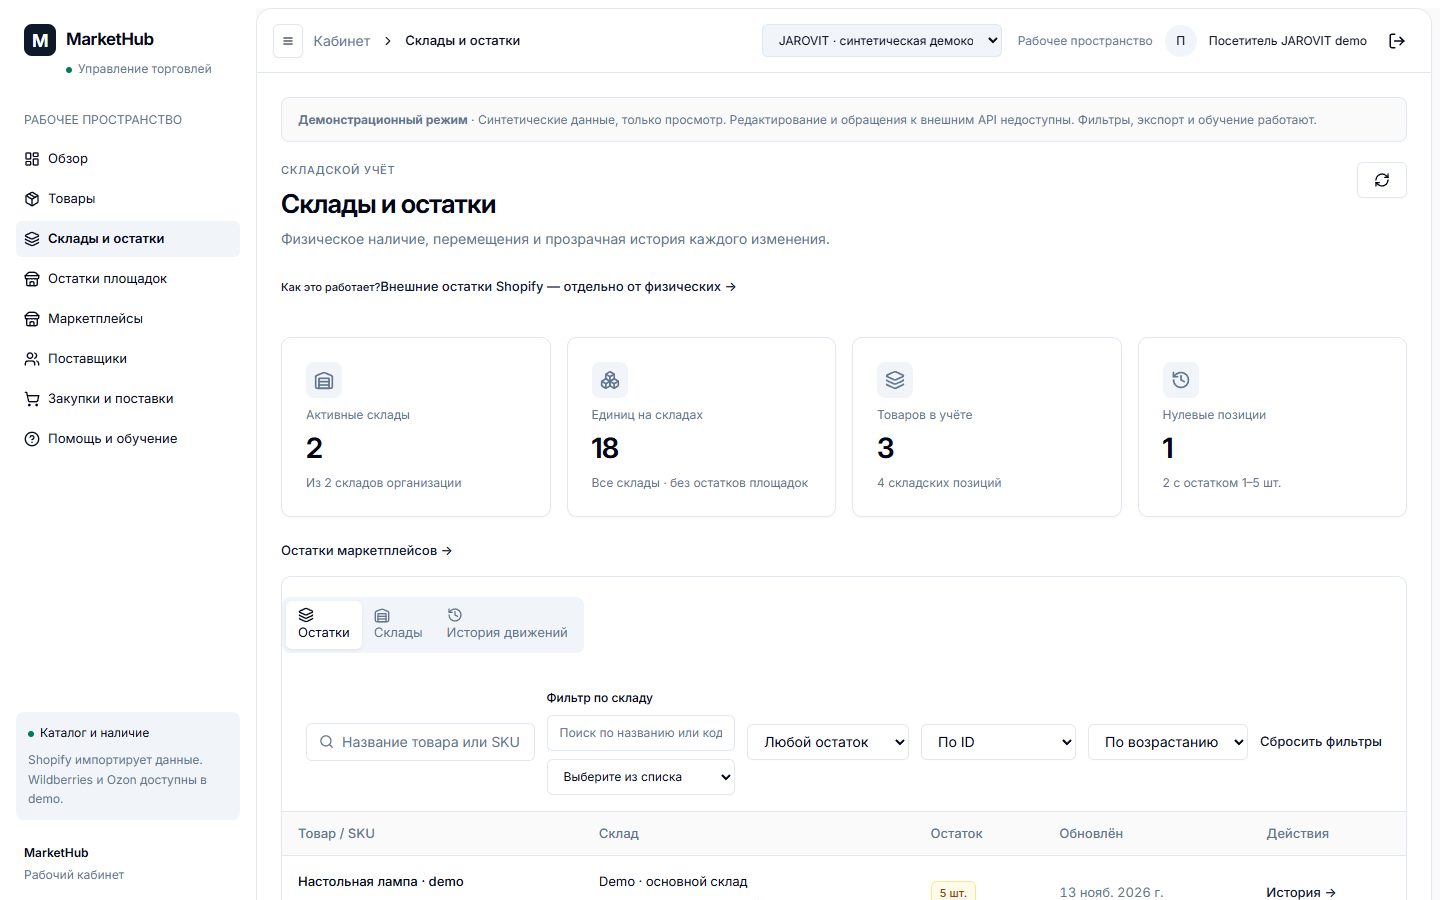 M MarketHub
Управление торговлей
РАБОЧЕЕ ПРОСТРАНСТВО
Обзор
Товары
Склады и остатки
Остатки площадок
Маркетплейсы
Поставщики
Закупки и поставки
Помощь и обучение
Каталог и наличие
Shopify импортирует данные.
Wildberries и Ozon доступны в
demo.
MarketHub
Рабочий кабинет
Кабинет > Склады и остатки
JAROVIT · синтетическая демоко
Рабочее пространство
П
Посетитель JAROVIT demo
Демонстрационный режим · Синтетические данные, только просмотр. Редактирование и обращения к внешним API недоступны. Фильтры, экспорт и обучение работают.
СКЛАДСКОЙ УЧЁТ
Склады и остатки
Физическое наличие, перемещения и прозрачная история каждого изменения.
Как это работает?Внешние остатки Shopify — отдельно от физических →
Активные склады
2
Из 2 складов организации
Единиц на складах
18
Все склады · без остатков площадок
Товаров в учёте
3
4 складских позиций
Нулевые позиции
1
2 с остатком 1–5 шт.
Остатки маркетплейсов →
Остатки
Склады
История движений
Название товара или SKU
Фильтр по складу
Поиск по названию или код
Выберите из списка
Любой остаток
По ID
По возрастанию
Сбросить фильтры
Товар / SKU
Склад
Остаток
Обновлён
Действия
Настольная лампа · demo
Demo · основной склад
5 шт.
13 нояб. 2026 г.
История →